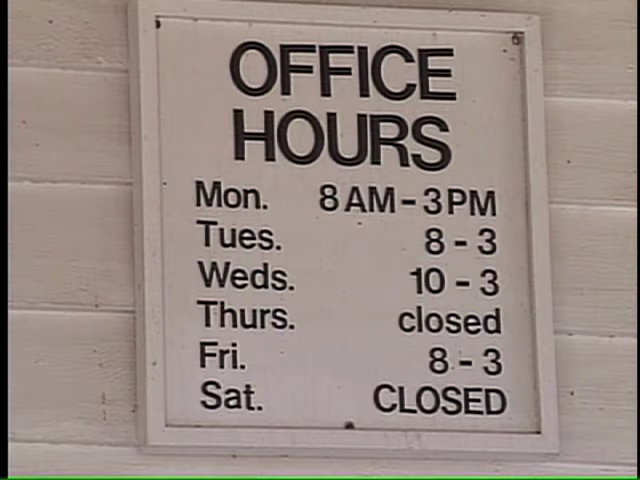 OFFICE
HOURS
Mon. 8 AM - 3 PM
Tues. 8 - 3
Weds. 10 - 3
Thurs. closed
Fri. 8 - 3
Sat. CLOSED